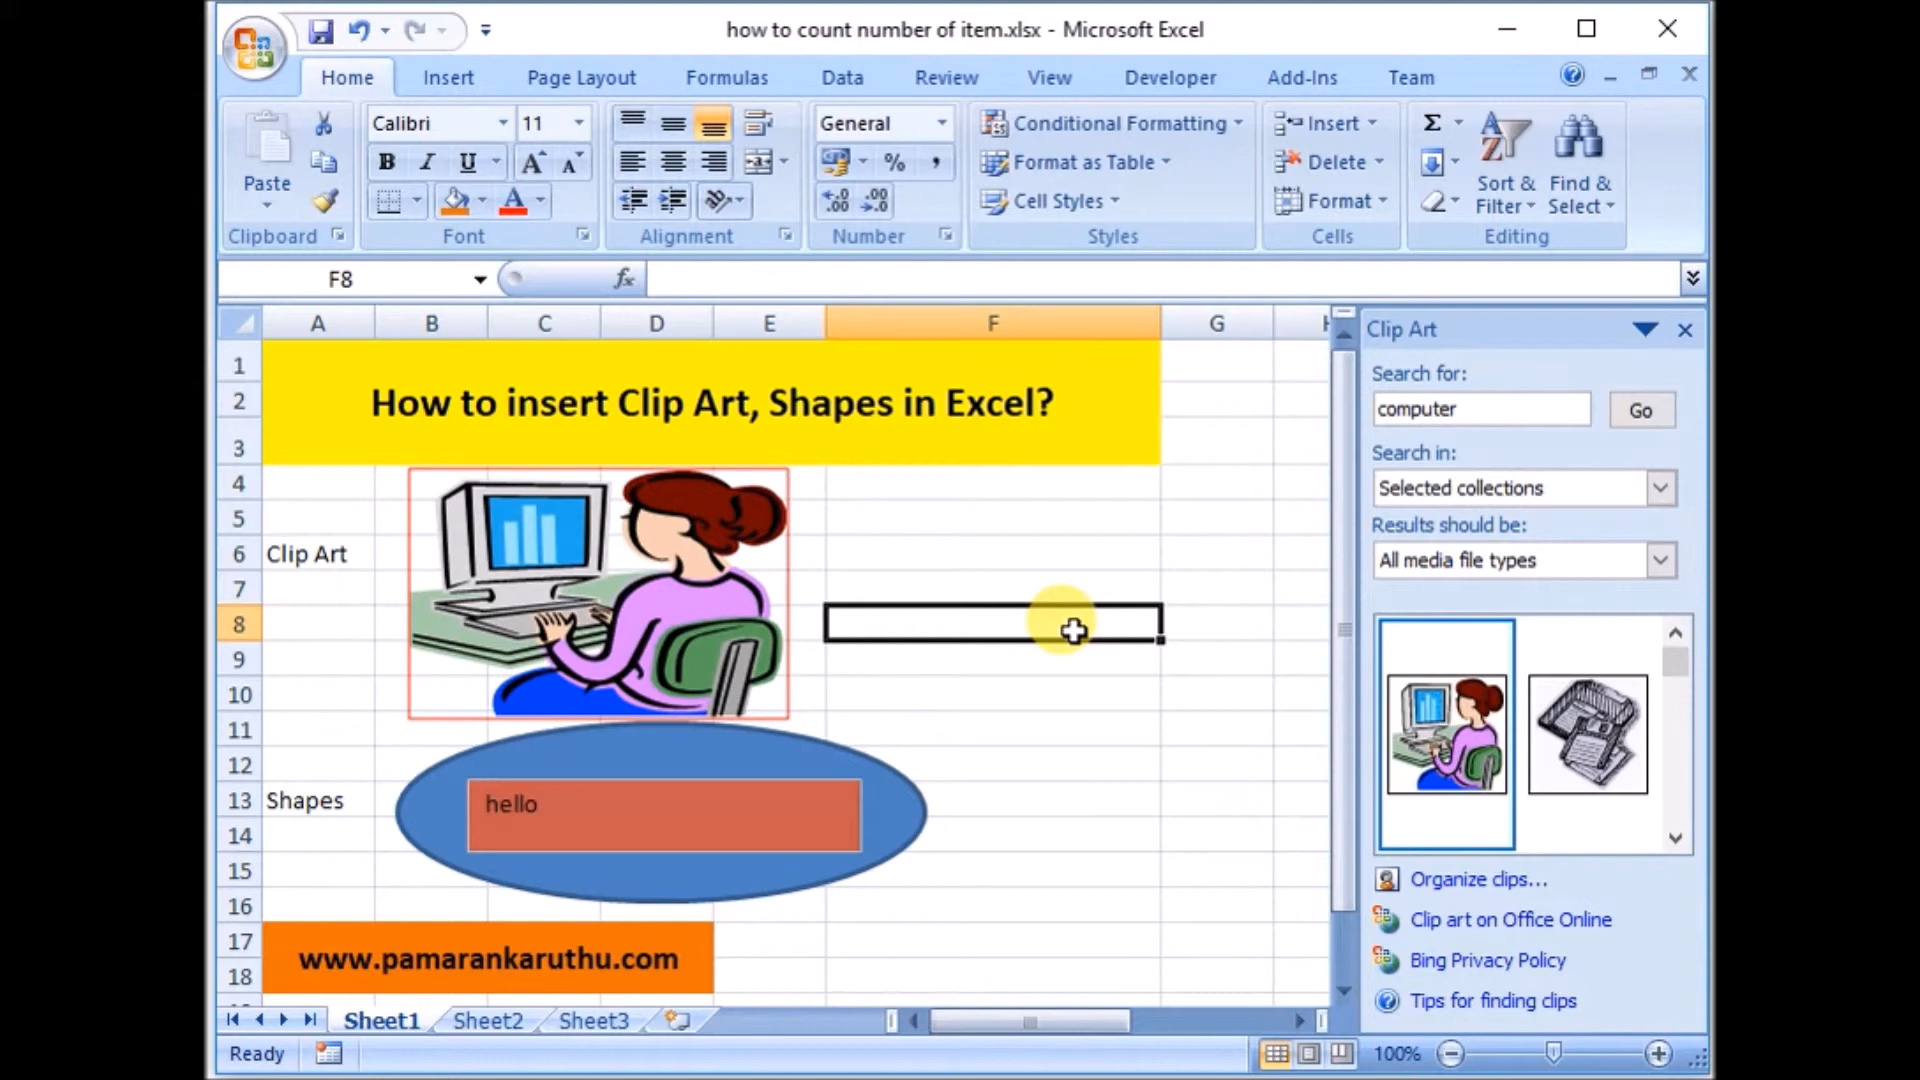 how to count number of item.xlsx - Microsoft Excel
Home Insert Page Layout Formulas Data Review View Developer Add-Ins Team
Paste
Clipboard
Calibri 11
B I U A A
A
Font
Alignment
General
% ,
.0 .00
.00 .0
Number
Conditional Formatting
Format as Table
Cell Styles
Styles
Insert
Delete
Format
Cells
Σ
A Z
Sort & Filter
Find & Select
Editing
F8 fx
A B C D E F G H
1
2
3
How to insert Clip Art, Shapes in Excel?
4
5
6 Clip Art
7
8
9
10
11
12
13 Shapes
hello
14
15
16
17
18
www.pamarankaruthu.com
Clip Art
Search for:
computer Go
Search in:
Selected collections
Results should be:
All media file types
Organize clips...
Clip art on Office Online
Bing Privacy Policy
Tips for finding clips
Sheet1 Sheet2 Sheet3
Ready 100%